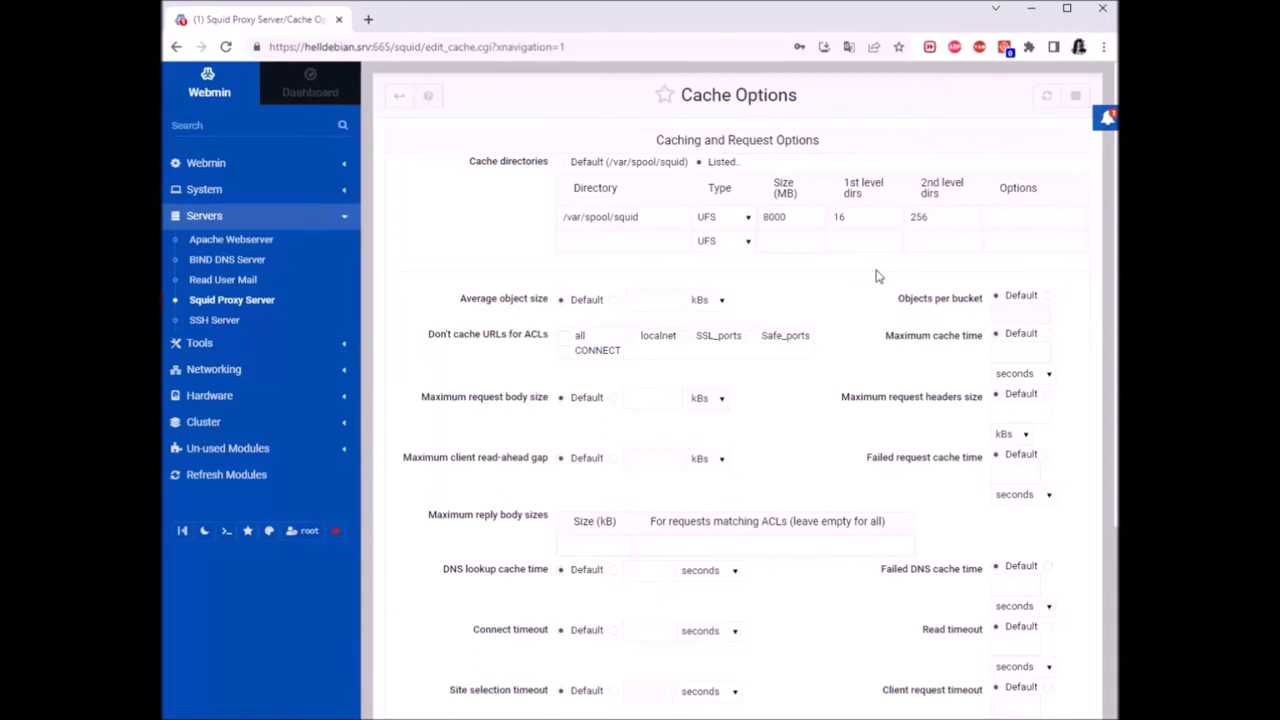 (1) Squid Proxy Server/Cache Op
https://helldebian.srv:665/squid/edit_cache.cgi?xnavigation=1
Webmin
Dashboard
Search
Webmin
System
Servers
Apache Webserver
BIND DNS Server
Read User Mail
Squid Proxy Server
SSH Server
Tools
Networking
Hardware
Cluster
Un-used Modules
Refresh Modules
root
Cache Options
Caching and Request Options
Cache directories Default (/var/spool/squid) Listed..
Directory Type Size (MB) 1st level dirs 2nd level dirs Options
/var/spool/squid UFS 8000 16 256
UFS
Average object size Default kBs Objects per bucket Default
Don't cache URLs for ACLs all localnet SSL_ports Safe_ports Maximum cache time Default
CONNECT
seconds
Maximum request body size Default kBs Maximum request headers size Default
kBs
Maximum client read-ahead gap Default kBs Failed request cache time Default
seconds
Maximum reply body sizes Size (kB) For requests matching ACLs (leave empty for all)
DNS lookup cache time Default seconds Failed DNS cache time Default
seconds
Connect timeout Default seconds Read timeout Default
seconds
Site selection timeout Default seconds Client request timeout Default